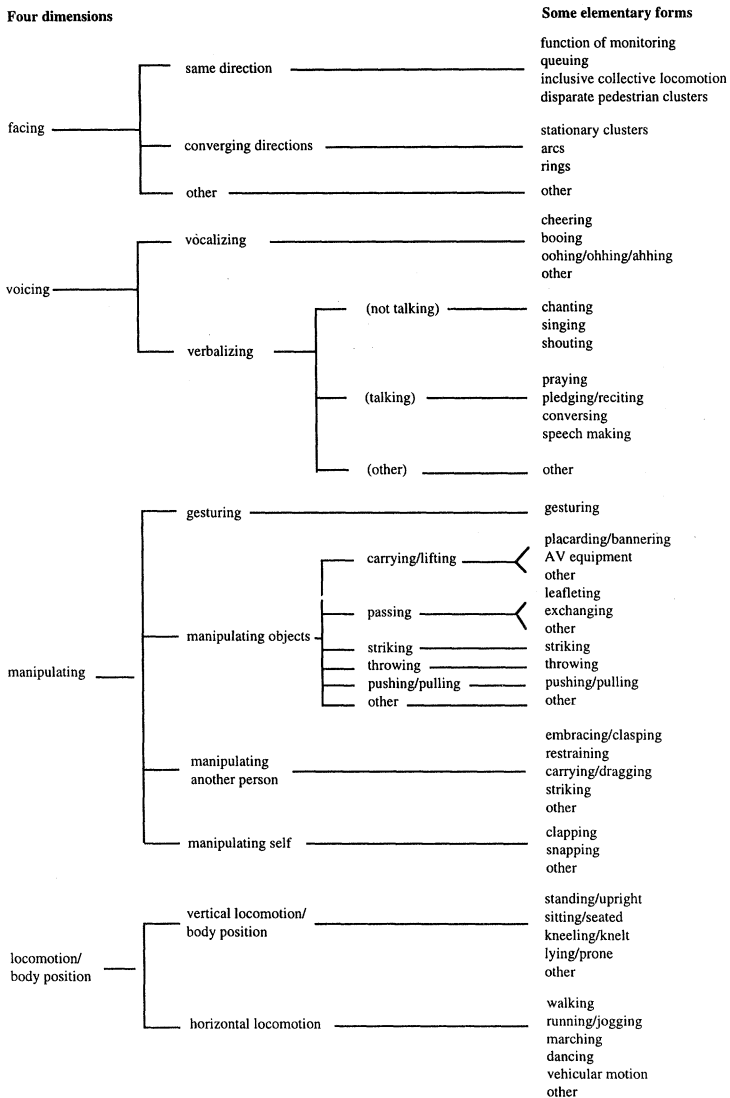 Four dimensions
Some elementary forms
facing
same direction
function of monitoring
queuing
inclusive collective locomotion
disparate pedestrian clusters
converging directions
stationary clusters
arcs
rings
other
other
voicing
vocalizing
cheering
booing
oohing/ohhing/ahhing
other
verbalizing
(not talking)
chanting
singing
shouting
(talking)
praying
pledging/reciting
conversing
speech making
(other)
other
manipulating
gesturing
gesturing
manipulating objects
carrying/lifting
placarding/bannering
AV equipment
other
passing
leafleting
exchanging
other
striking
striking
throwing
throwing
pushing/pulling
pushing/pulling
other
other
manipulating
another person
embracing/clasping
restraining
carrying/dragging
striking
other
manipulating self
clapping
snapping
other
locomotion/
body position
vertical locomotion/
body position
standing/upright
sitting/seated
kneeling/knelt
lying/prone
other
horizontal locomotion
walking
running/jogging
marching
dancing
vehicular motion
other